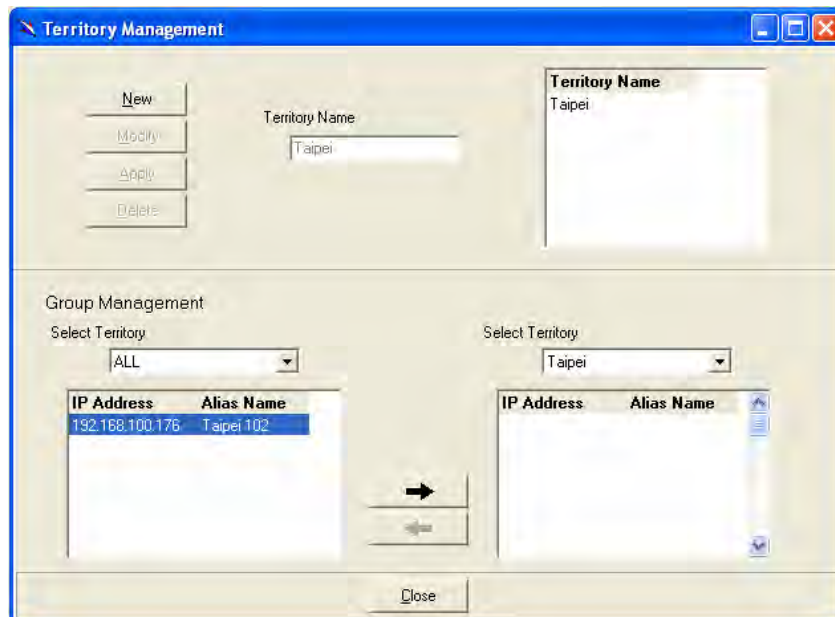 Territory Management
New
Modify
Apply
Delete
Territory Name
Taipei
Territory Name
Taipei
Group Management
Select Territory
ALL
IP Address Alias Name
192.168.100.176 Taipei 102
Select Territory
Taipei
IP Address Alias Name
Close